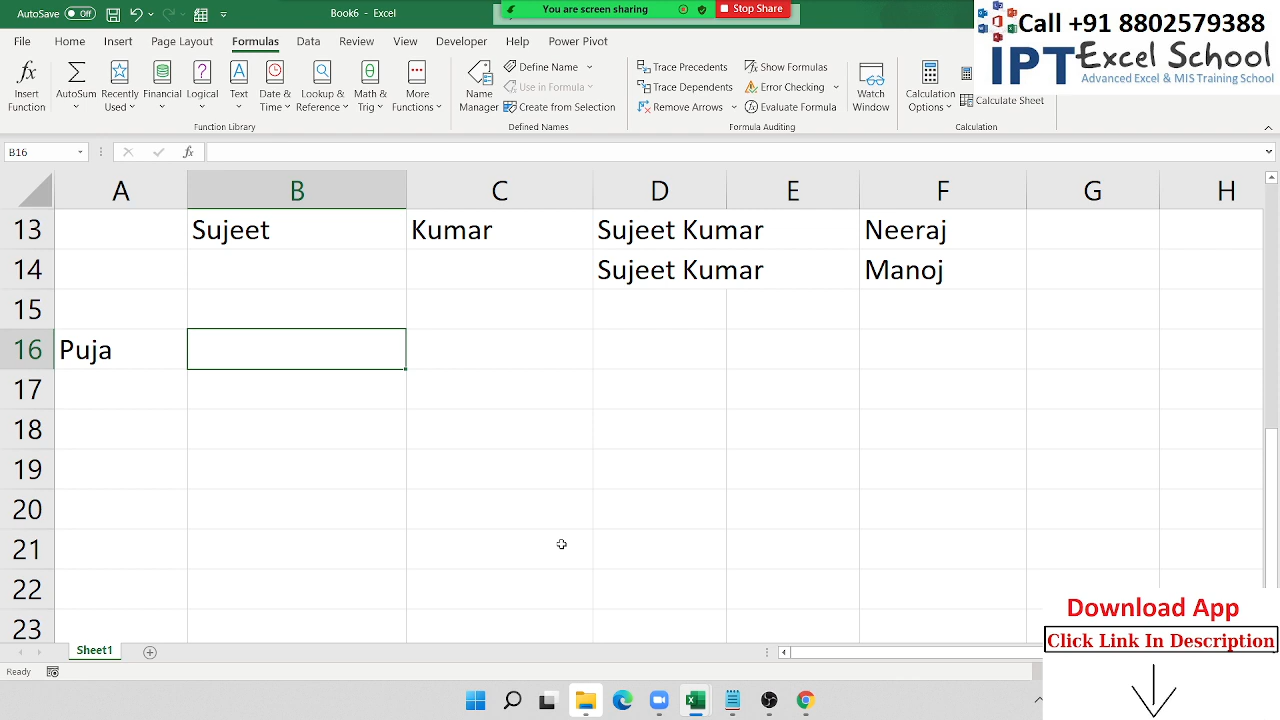 AutoSave Off Book6 - Excel You are screen sharing Stop Share
Call +91 8802579388
IPT Excel School
Advanced Excel & MIS Training School
File Home Insert Page Layout Formulas Data Review View Developer Help Power Pivot
Insert Function
AutoSum
Recently Used
Financial
Logical
Text
Date & Time
Lookup & Reference
Math & Trig
More Functions
Function Library
Name Manager
Define Name
Use in Formula
Create from Selection
Defined Names
Trace Precedents
Trace Dependents
Remove Arrows
Show Formulas
Error Checking
Evaluate Formula
Formula Auditing
Watch Window
Calculation Options
Calculate Sheet
Calculation
B16 fx
A B C D E F G H
13 Sujeet Kumar Sujeet Kumar Neeraj
14 Sujeet Kumar Manoj
15
16 Puja
17
18
19
20
21
22
23
Sheet1
Ready
Download App
Click Link In Description